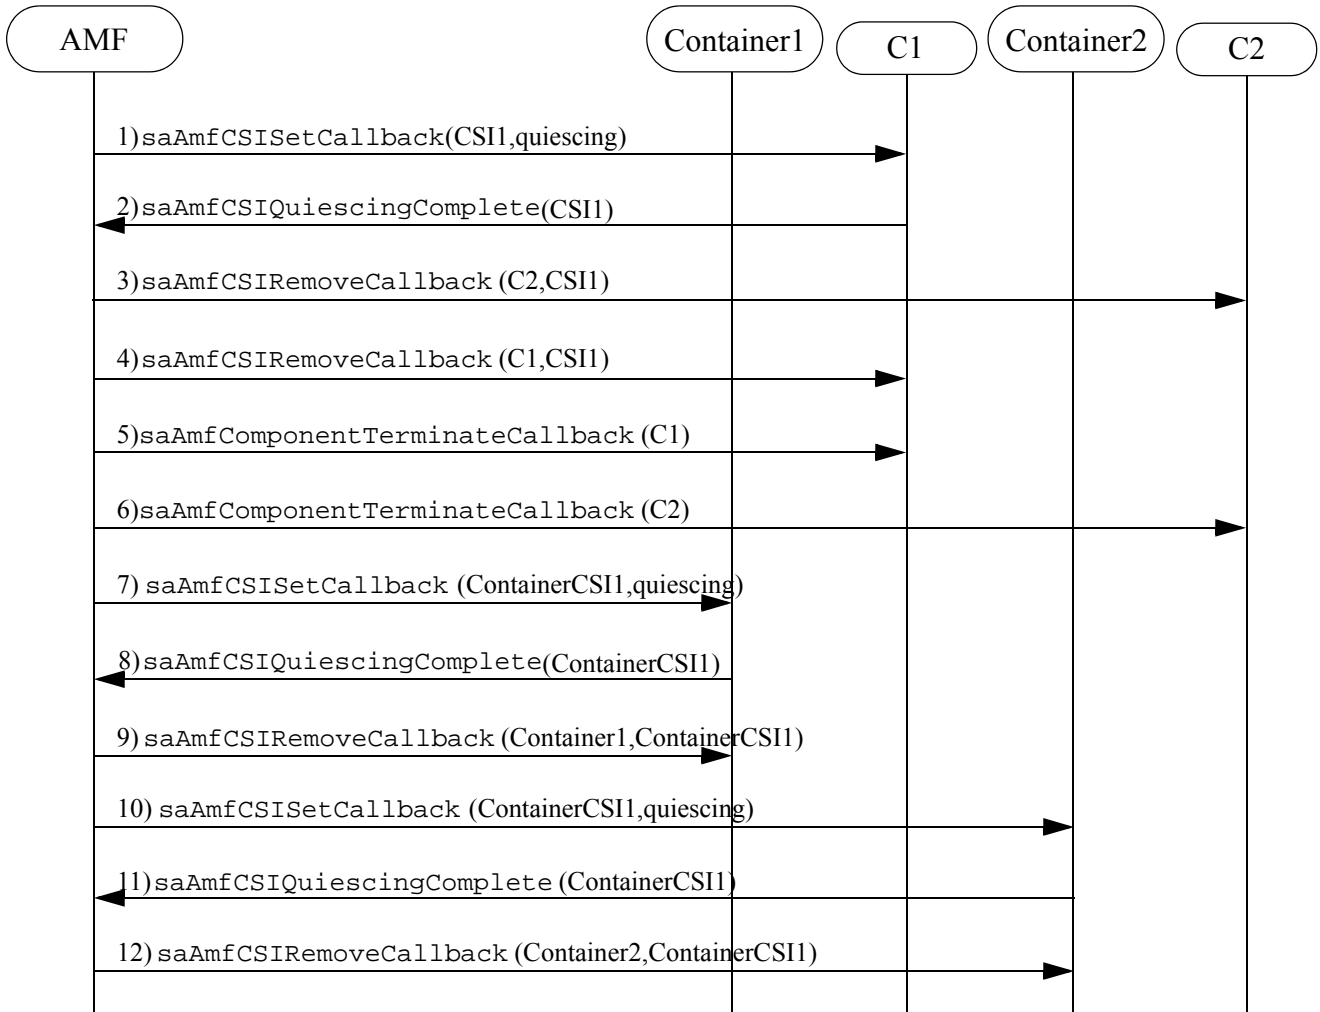 AMF
Container1
C1
Container2
C2
1)saAmfCSISetCallback(CSI1,quiescing)
2)saAmfCSIQuiescingComplete(CSI1)
3)saAmfCSIRemoveCallback (C2,CSI1)
4)saAmfCSIRemoveCallback (C1,CSI1)
5)saAmfComponentTerminateCallback (C1)
6)saAmfComponentTerminateCallback (C2)
7) saAmfCSISetCallback (ContainerCSI1,quiescing)
8)saAmfCSIQuiescingComplete(ContainerCSI1)
9) saAmfCSIRemoveCallback (Container1,ContainerCSI1)
10) saAmfCSISetCallback (ContainerCSI1,quiescing)
11)saAmfCSIQuiescingComplete (ContainerCSI1)
12) saAmfCSIRemoveCallback (Container2,ContainerCSI1)